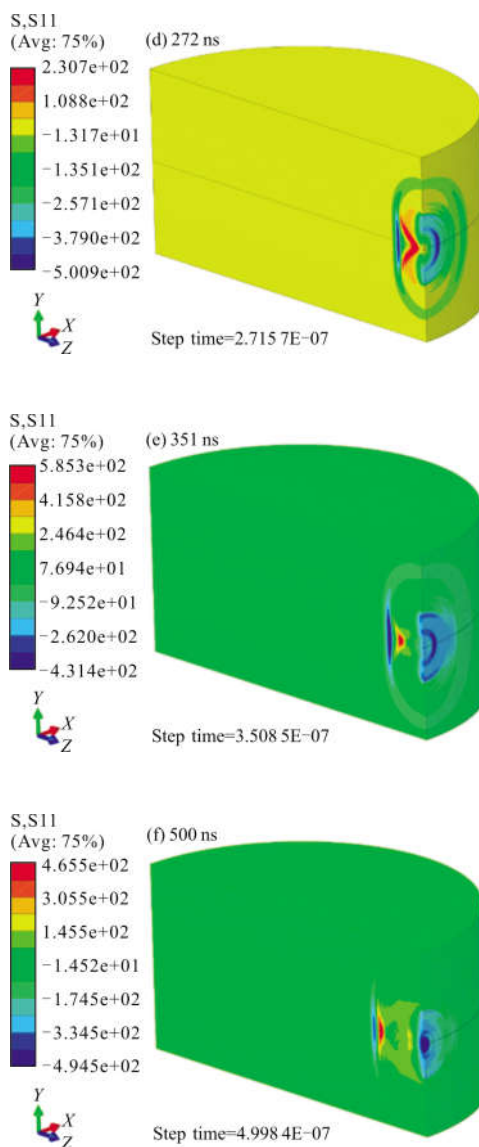 S,S11
(Avg: 75%)
(d) 272 ns
2.307e+02
1.088e+02
−1.317e+01
−1.351e+02
−2.571e+02
−3.790e+02
−5.009e+02
Y
X
Z
Step time=2.715 7E-07
S,S11
(Avg: 75%)
(e) 351 ns
5.853e+02
4.158e+02
2.464e+02
7.694e+01
−9.252e+01
−2.620e+02
−4.314e+02
Y
X
Z
Step time=3.508 5E-07
S,S11
(Avg: 75%)
(f) 500 ns
4.655e+02
3.055e+02
1.455e+02
−1.452e+01
−1.745e+02
−3.345e+02
−4.945e+02
Y
X
Z
Step time=4.998 4E-07